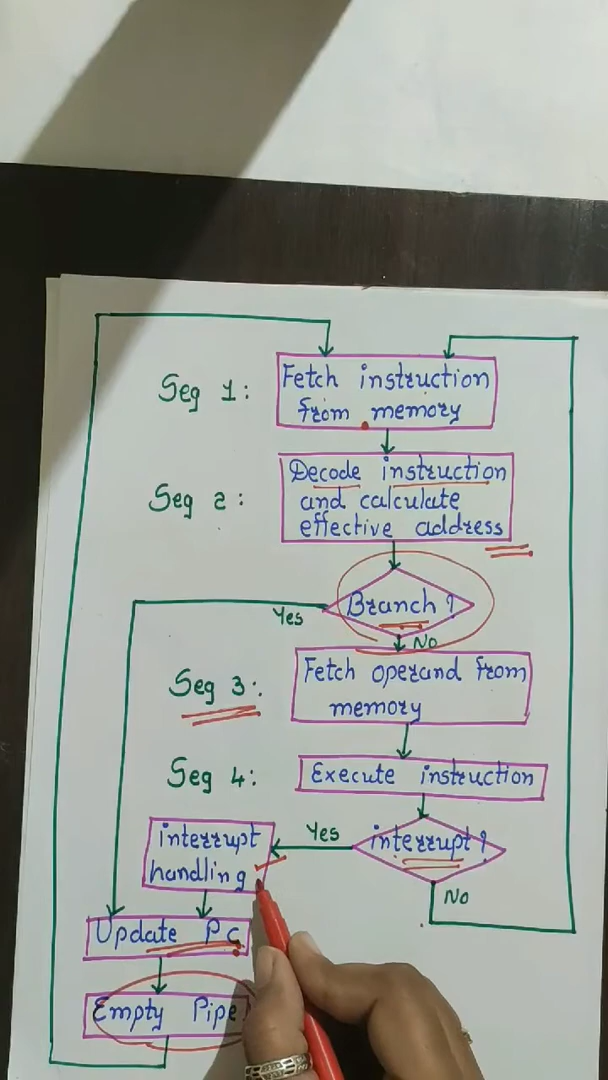 Seg 1:
Fetch instruction
from memory
Seg 2:
Decode instruction
and calculate
effective address
Branch?
Yes
No
Seg 3:
Fetch operand from
memory
Seg 4:
Execute instruction
interrupt?
Yes
No
interrupt
handling
Update PC
Empty Pipe